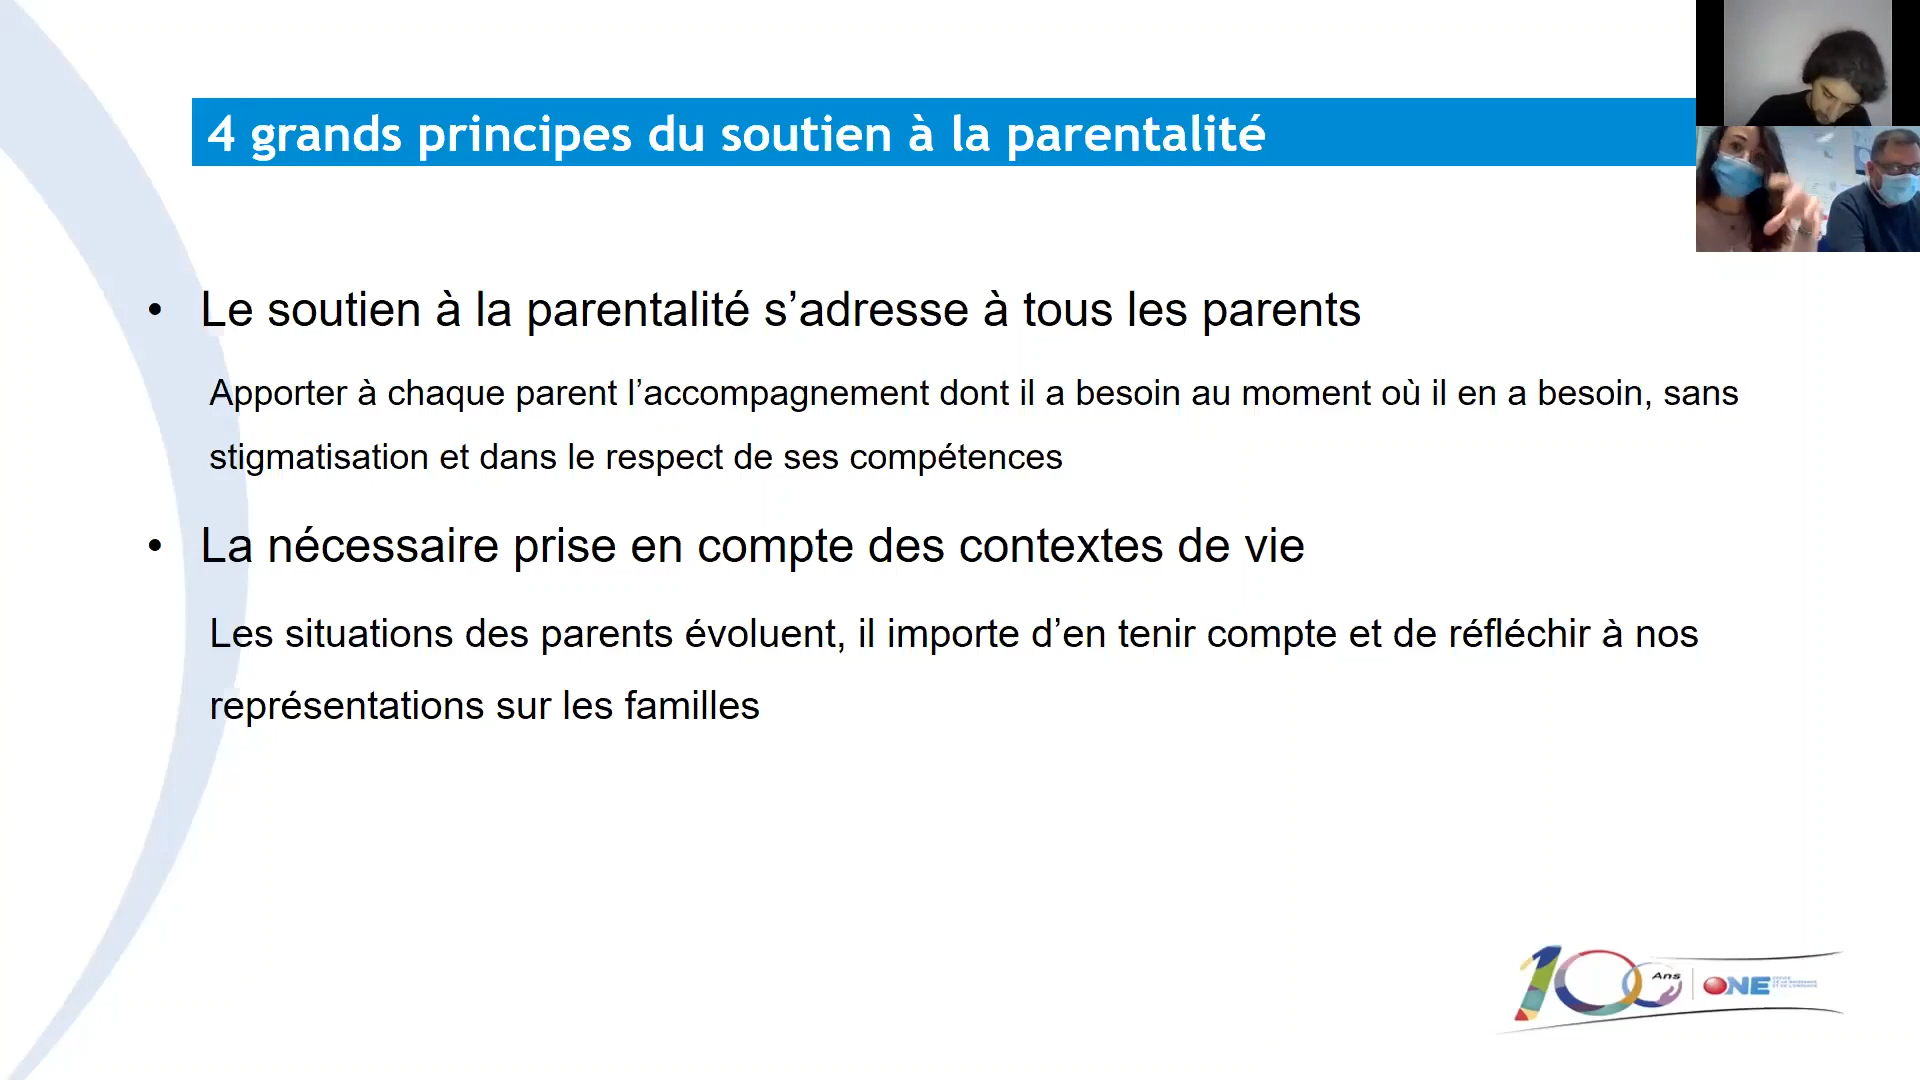 4 grands principes du soutien à la parentalité
• Le soutien à la parentalité s’adresse à tous les parents
Apporter à chaque parent l’accompagnement dont il a besoin au moment où il en a besoin, sans
stigmatisation et dans le respect de ses compétences
• La nécessaire prise en compte des contextes de vie
Les situations des parents évoluent, il importe d’en tenir compte et de réfléchir à nos
représentations sur les familles
100 Ans
ONE